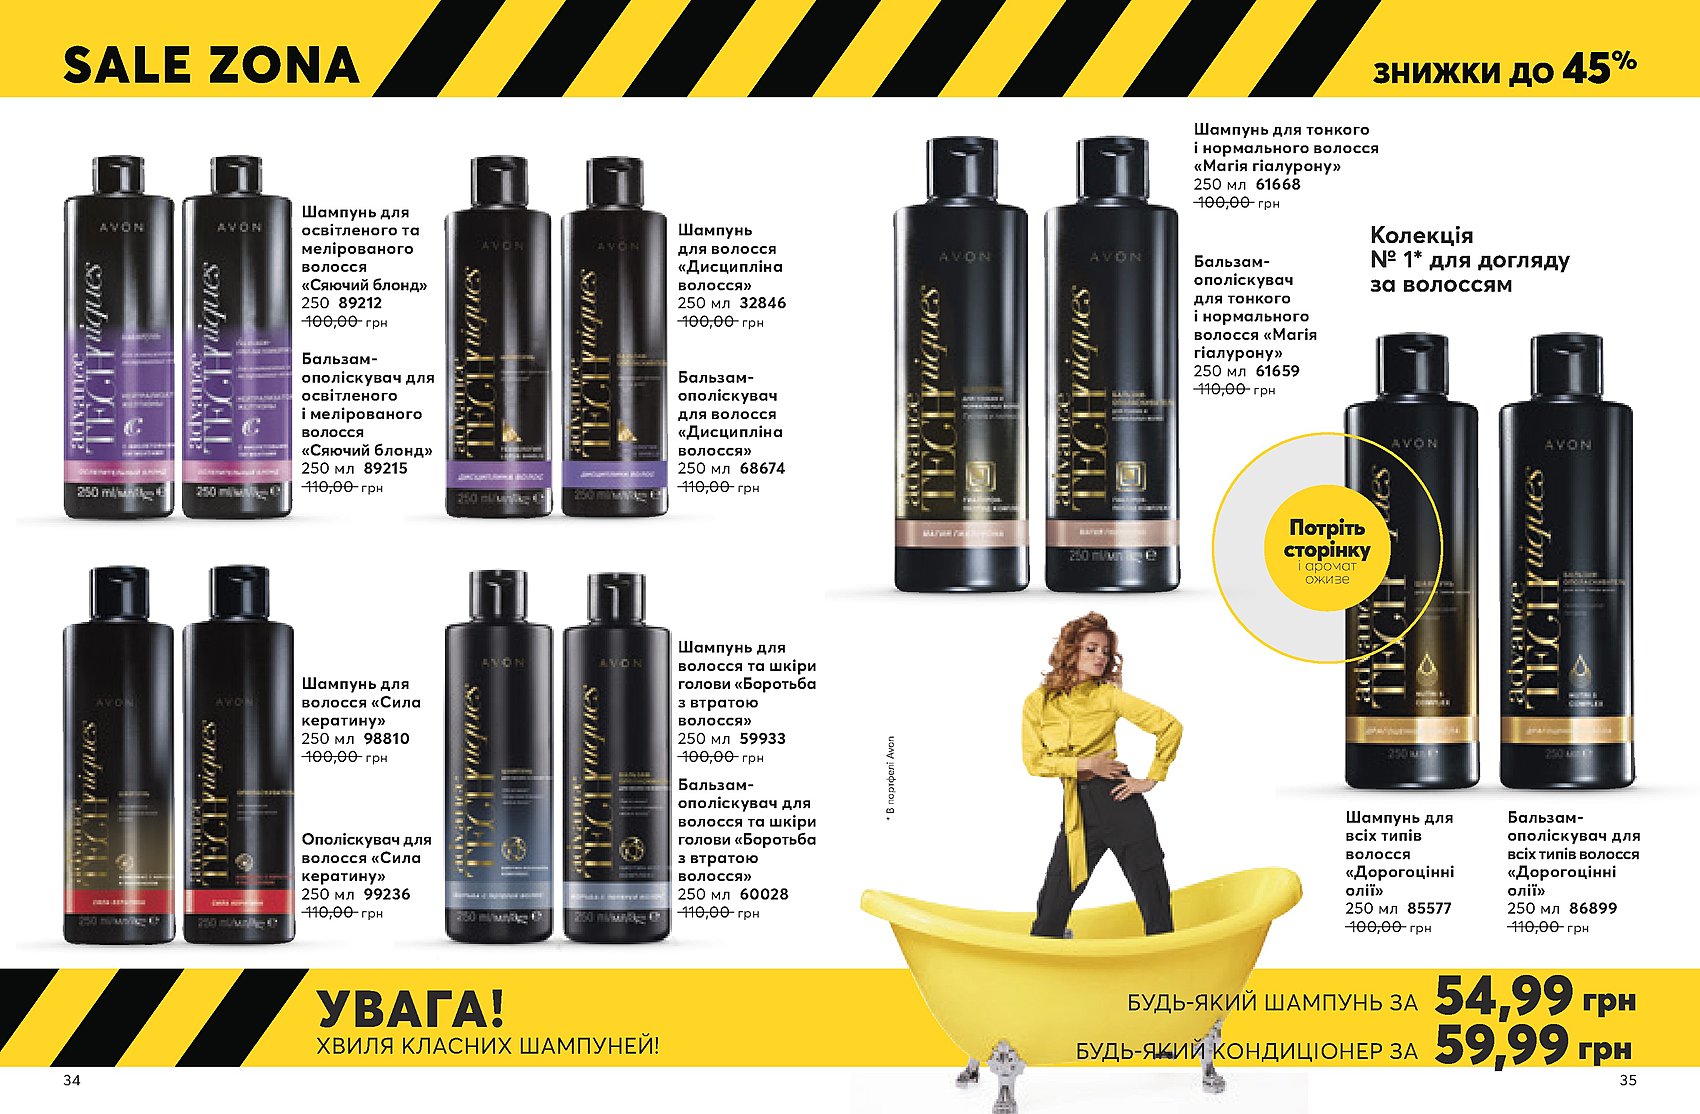 SALE ZONA
ЗНИЖКИ ДО 45%
Шампунь для
освітленого та
мелірованого
волосся
«Сяючий блонд»
250 89212
100,00 грн
Бальзам-
ополіскувач для
освітленого
і мелірованого
волосся
«Сяючий блонд»
250 мл 89215
110,00 грн
Шампунь
для волосся
«Дисципліна
волосся»
250 мл 32846
100,00 грн
Бальзам-
ополіскувач
для волосся
«Дисципліна
волосся»
250 мл 68674
110,00 грн
Шампунь для
волосся «Сила
кератину»
250 мл 98810
100,00 грн
Ополіскувач для
волосся «Сила
кератину»
250 мл 99236
110,00 грн
Шампунь для
волосся та шкіри
голови «Боротьба
з втратою
волосся»
250 мл 59933
100,00 грн
Бальзам-
ополіскувач для
волосся та шкіри
голови «Боротьба
з втратою
волосся»
250 мл 60028
110,00 грн
Шампунь для тонкого
і нормального волосся
«Магія гіалурону»
250 мл 61668
100,00 грн
Бальзам-
ополіскувач
для тонкого
і нормального
волосся «Магія
гіалурону»
250 мл 61659
110,00 грн
Колекція
№ 1* для догляду
за волоссям
Потріть
сторінку
і аромат
оживе
AVON
advance
TECHniques
* В портфелі Avon
Шампунь для
всіх типів
волосся
«Дорогоцінні
олії»
250 мл 85577
100,00 грн
Бальзам-
ополіскувач для
всіх типів волосся
«Дорогоцінні
олії»
250 мл 86899
110,00 грн
УВАГА!
ХВИЛЯ КЛАСНИХ ШАМПУНЕЙ!
БУДЬ-ЯКИЙ ШАМПУНЬ ЗА 54,99 грн
БУДЬ-ЯКИЙ КОНДИЦІОНЕР ЗА 59,99 грн
34
35